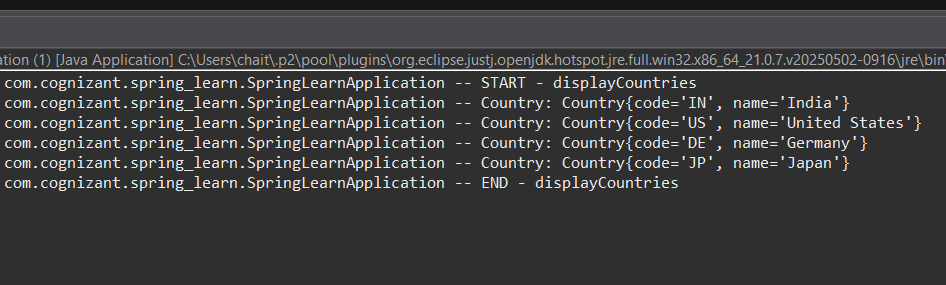 ation (1) [Java Application] C:\Users\chait\.p2\pool\plugins\org.eclipse.justj.openjdk.hotspot.jre.full.win32.x86_64_21.0.7.v20250502-0916\jre\bin\
com.cognizant.spring_learn.SpringLearnApplication -- START - displayCountries
com.cognizant.spring_learn.SpringLearnApplication -- Country: Country{code='IN', name='India'}
com.cognizant.spring_learn.SpringLearnApplication -- Country: Country{code='US', name='United States'}
com.cognizant.spring_learn.SpringLearnApplication -- Country: Country{code='DE', name='Germany'}
com.cognizant.spring_learn.SpringLearnApplication -- Country: Country{code='JP', name='Japan'}
com.cognizant.spring_learn.SpringLearnApplication -- END - displayCountries